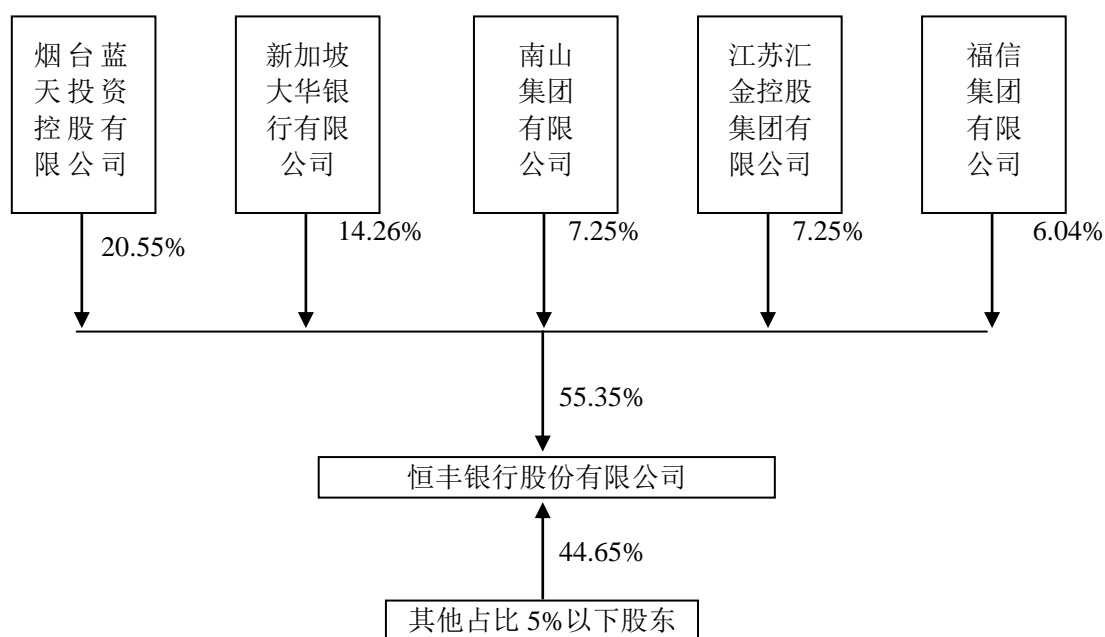 烟台蓝
天投资
控股有
限公司
新加坡
大华银
行有限
公司
南山
集团
有限
公司
江苏汇
金控股
集团有
限公司
福信
集团
有限
公司
20.55%
14.26%
7.25%
7.25%
6.04%
55.35%
恒丰银行股份有限公司
44.65%
其他占比 5%以下股东